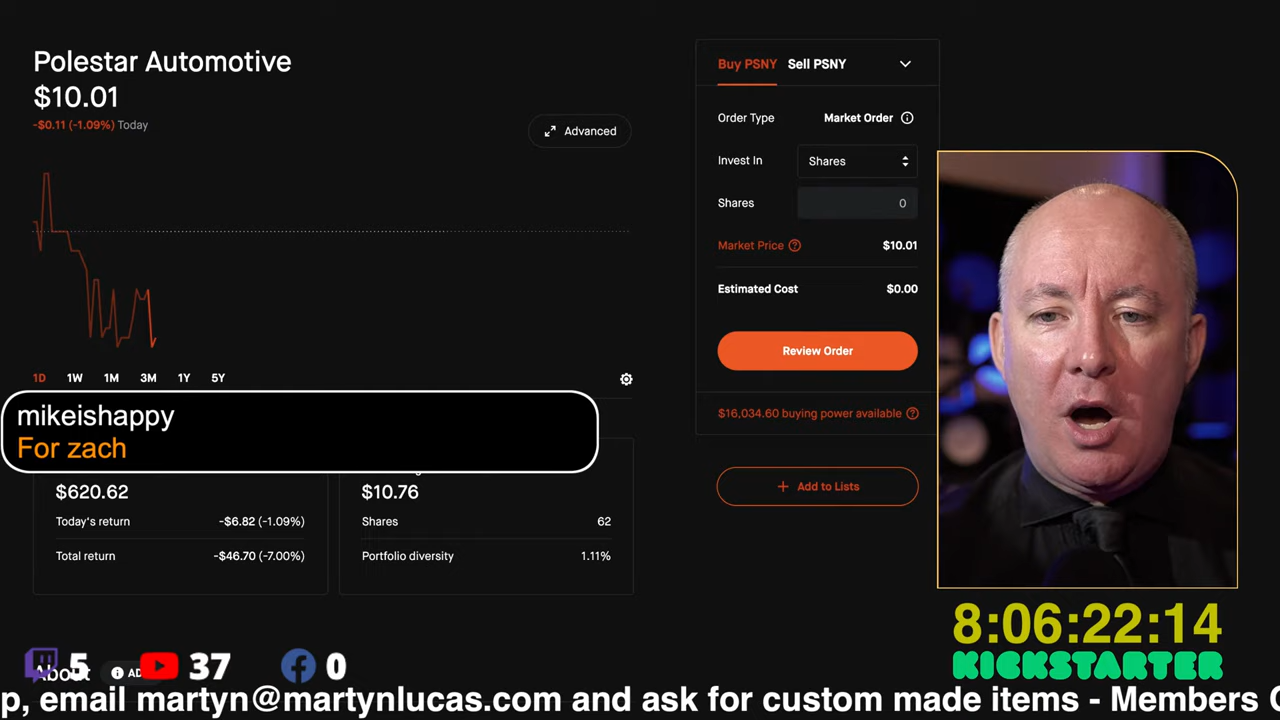 Polestar Automotive
$10.01
-$0.11 (-1.09%) Today
Advanced
1D 1W 1M 3M 1Y 5Y
mikeishappy
For zach
$620.62
Today's return -$6.82 (-1.09%)
Total return -$46.70 (-7.00%)
$10.76
Shares 62
Portfolio diversity 1.11%
Buy PSNY Sell PSNY
Order Type Market Order
Invest In Shares
Shares 0
Market Price $10.01
Estimated Cost $0.00
Review Order
$16,034.60 buying power available
+ Add to Lists
8:06:22:14
KICKSTARTER
About
5 37 0
p, email martyn@martynlucas.com and ask for custom made items - Members